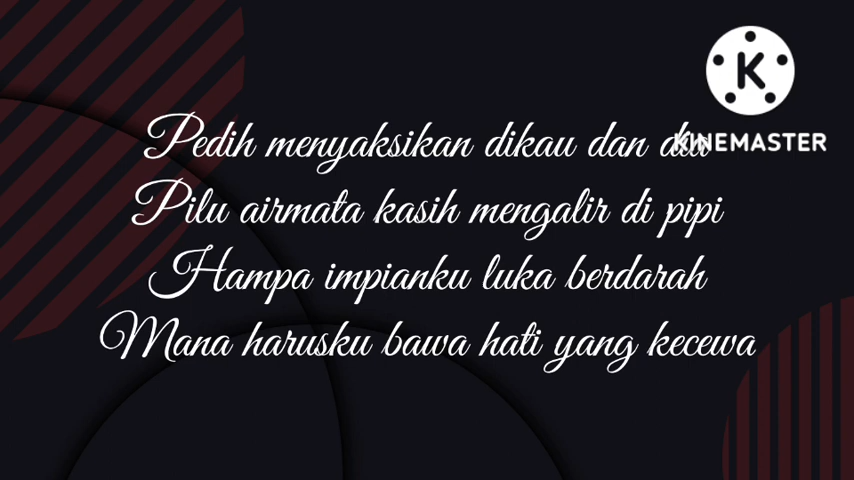 K
KINEMASTER
Pedih menyaksikan dikau dan
Pilu airmata kasih mengalir di pipi
Hampa impianku luka berdarah
Mana harusku bawa hati yang kecewa